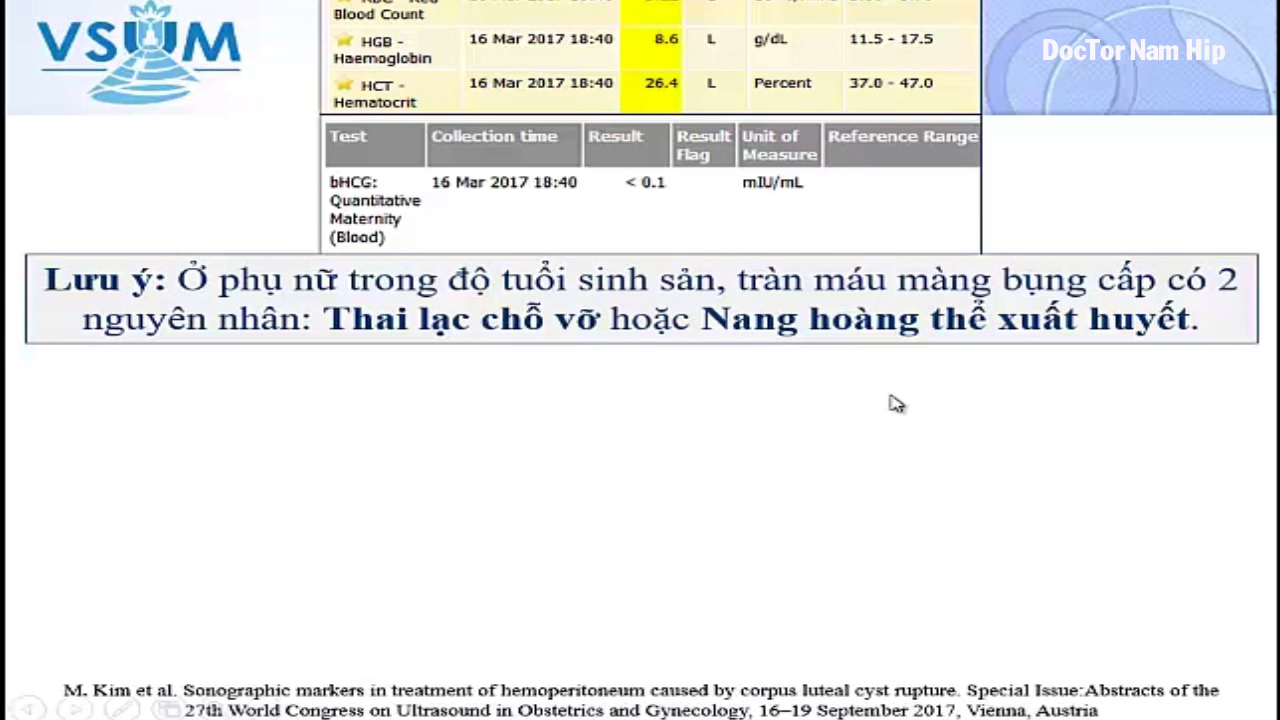 VSUM
DocTor Nam Hip
Blood Count
HGB - 16 Mar 2017 18:40 8.6 L g/dL 11.5 - 17.5
Haemoglobin
HCT - 16 Mar 2017 18:40 26.4 L Percent 37.0 - 47.0
Hematocrit
Test Collection time Result Result Unit of Reference Range
Flag Measure
bHCG: 16 Mar 2017 18:40 < 0.1 mIU/mL
Quantitative
Maternity
(Blood)
Lưu ý: Ở phụ nữ trong độ tuổi sinh sản, tràn máu màng bụng cấp có 2
nguyên nhân: Thai lạc chỗ vỡ hoặc Nang hoàng thể xuất huyết.
M. Kim et al. Sonographic markers in treatment of hemoperitoneum caused by corpus luteal cyst rupture. Special Issue:Abstracts of the
27th World Congress on Ultrasound in Obstetrics and Gynecology, 16–19 September 2017, Vienna, Austria